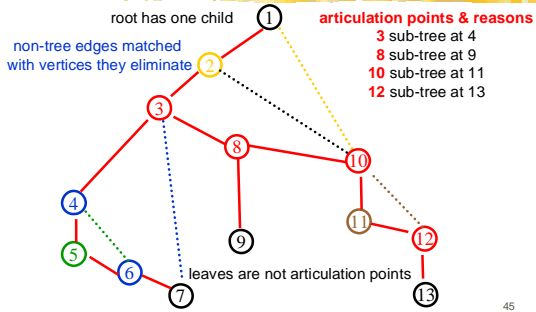 root has one child
1
articulation points & reasons
3 sub-tree at 4
8 sub-tree at 9
10 sub-tree at 11
12 sub-tree at 13
non-tree edges matched
with vertices they eliminate
2
3
8
10
4
11
12
9
5
6
7
leaves are not articulation points
13
45